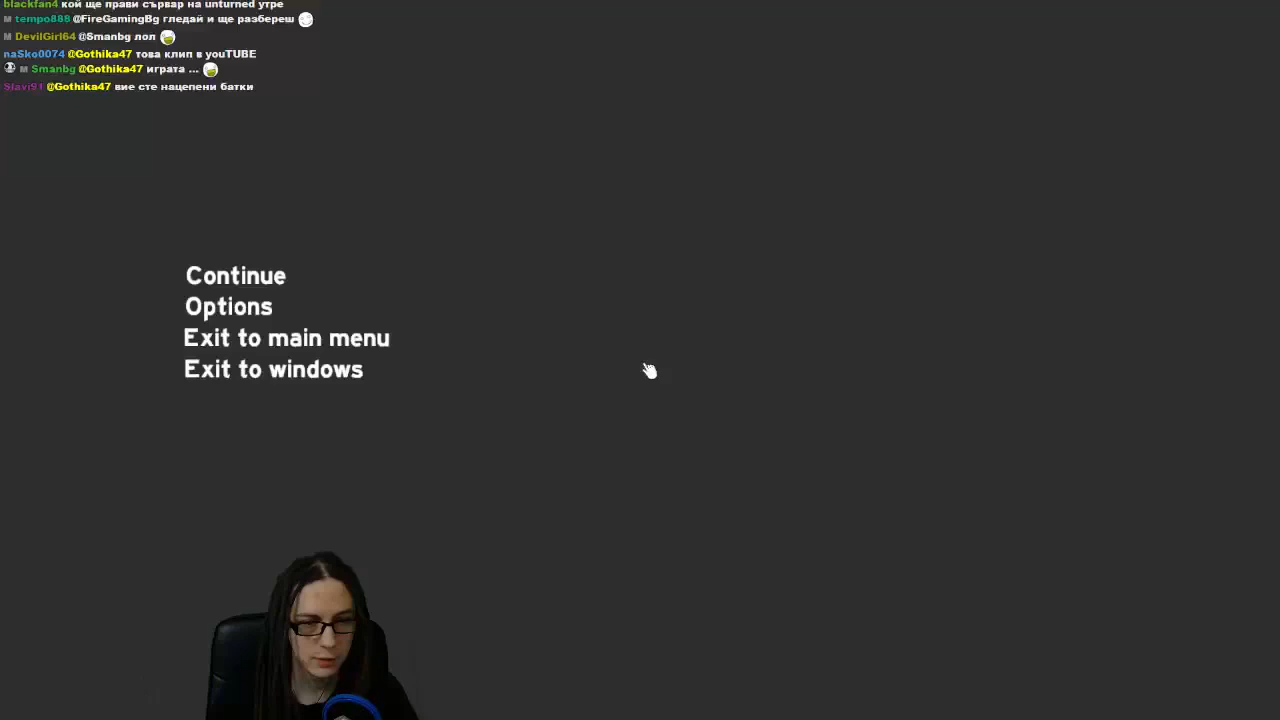 blackfan4 кой ще прави сървар на unturned утре
M tempo888 @FireGamingBg гледай и ще разбереш
M DevilGirl64 @Smanbg лол
naSko0074 @Gothika47 това клип в youTUBE
M Smanbg @Gothika47 играта ...
Slavi91 @Gothika47 вие сте нацепени батки
Continue
Options
Exit to main menu
Exit to windows